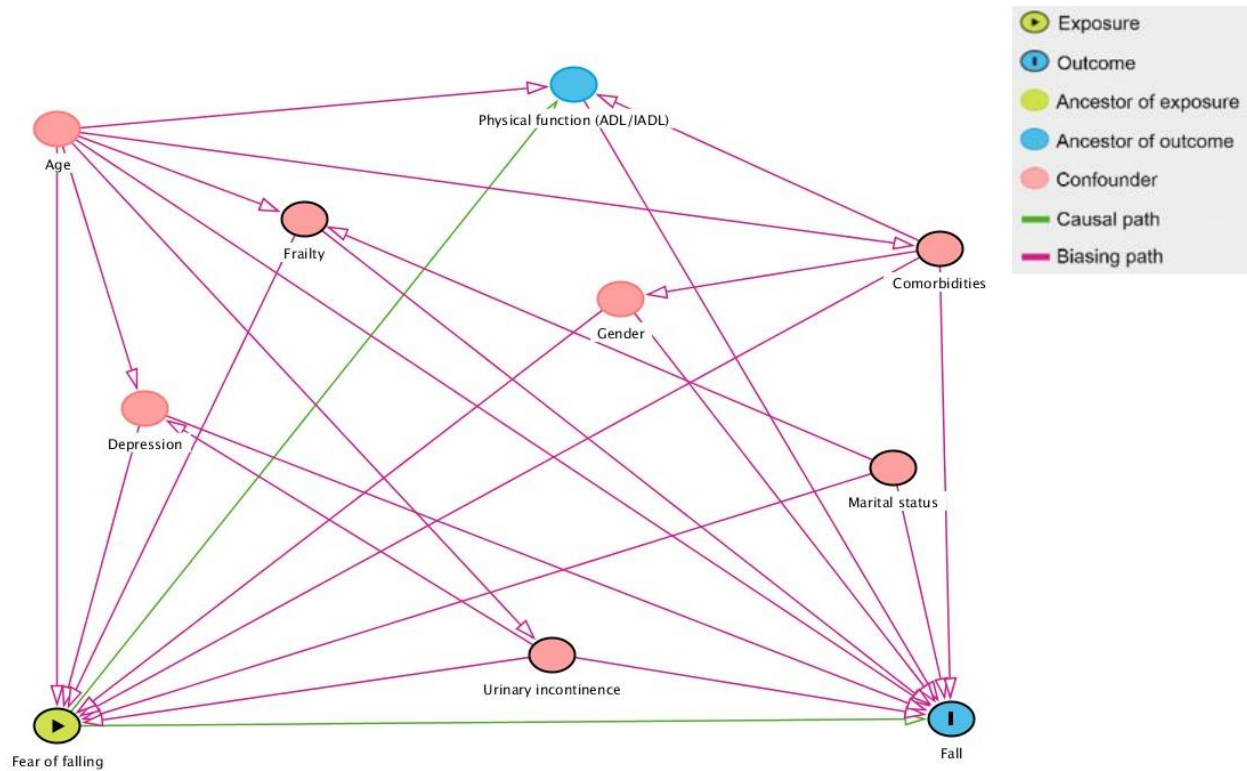 Exposure
Outcome
Ancestor of exposure
Ancestor of outcome
Confounder
Causal path
Biasing path
Physical function (ADL/IADL)
Age
Frailty
Comorbidities
Gender
Depression
Marital status
Urinary incontinence
Fear of falling
Fall